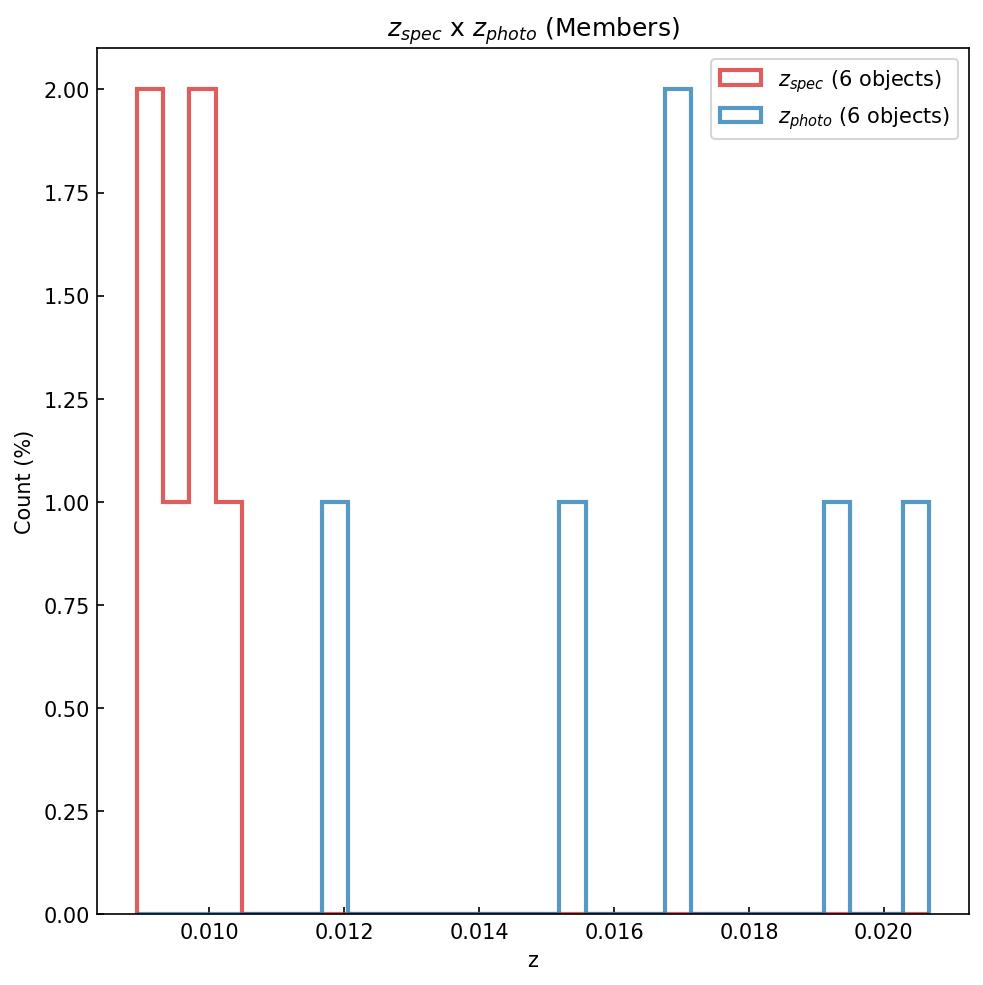 z_spec x z_photo (Members)
z_spec (6 objects)
z_photo (6 objects)
Count (%)
2.00
1.75
1.50
1.25
1.00
0.75
0.50
0.25
0.00
0.010 0.012 0.014 0.016 0.018 0.020
z